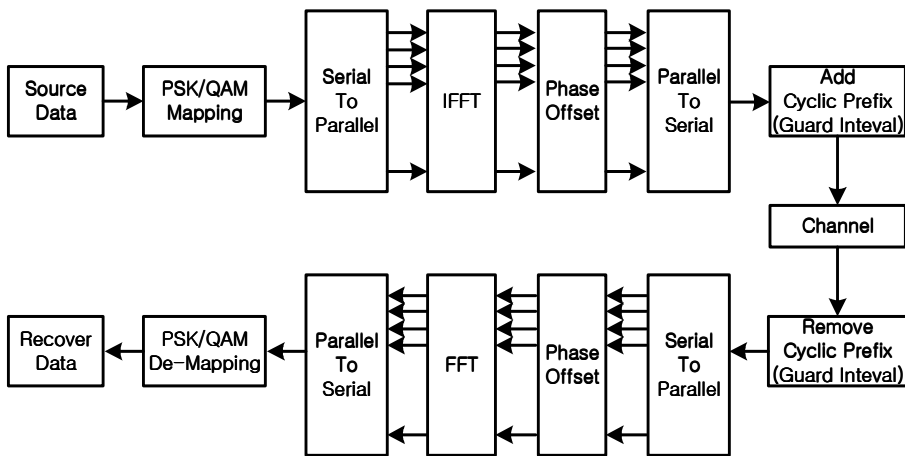 Source
Data
PSK/QAM
Mapping
Serial
To
Parallel
IFFT
Phase
Offset
Parallel
To
Serial
Add
Cyclic Prefix
(Guard Inteval)
Channel
Remove
Cyclic Prefix
(Guard Inteval)
Serial
To
Parallel
Phase
Offset
FFT
Parallel
To
Serial
PSK/QAM
De-Mapping
Recover
Data